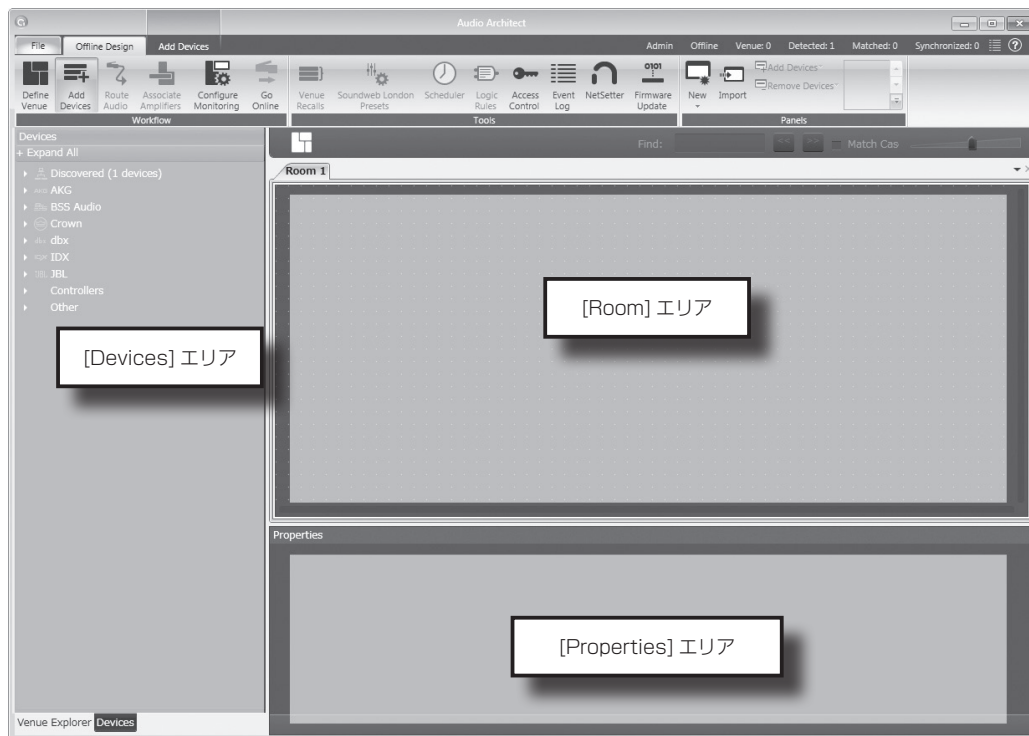 Audio Architect
File
Offline Design
Add Devices
Admin
Offline
Venue: 0
Detected: 1
Matched: 0
Synchronized: 0
Define Venue
Add Devices
Route Audio
Associate Amplifiers
Configure Monitoring
Go Online
Workflow
Venue Recalls
Soundweb London Presets
Scheduler
Logic Rules
Access Control
Event Log
NetSetter
0101
Firmware Update
Tools
New
Import
Add Devices
Remove Devices
Panels
Devices
+ Expand All
Discovered (1 devices)
AKG
BSS Audio
Crown
dbx
IDX
JBL
Controllers
Other
[Devices] エリア
Venue Explorer
Devices
Find:
<<
>>
Match Cas
Room 1
[Room] エリア
Properties
[Properties] エリア